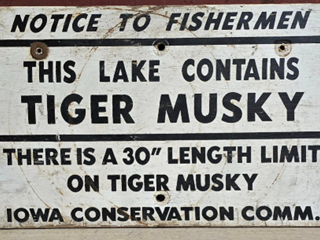 NOTICE TO FISHERMEN
THIS LAKE CONTAINS
TIGER MUSKY
THERE IS A 30" LENGTH LIMIT
ON TIGER MUSKY
IOWA CONSERVATION COMM.